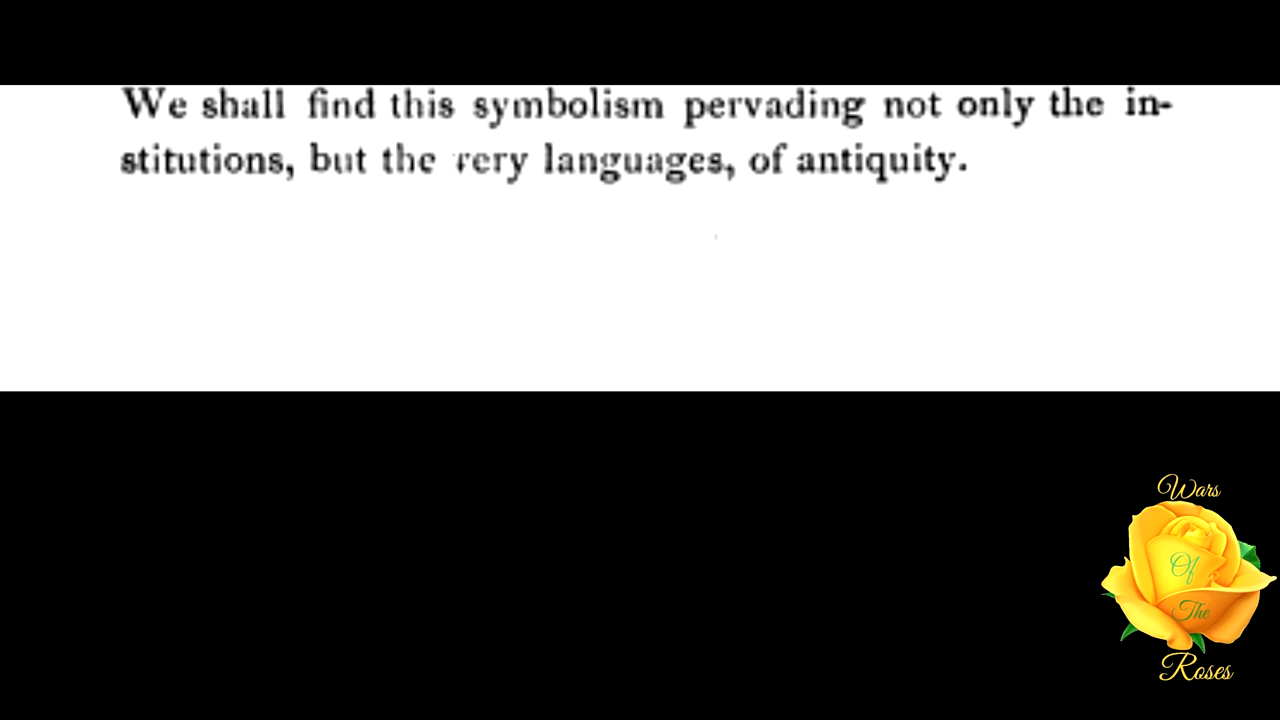 We shall find this symbolism pervading not only the in-
stitutions, but the very languages, of antiquity.
Wars
Of
The
Roses